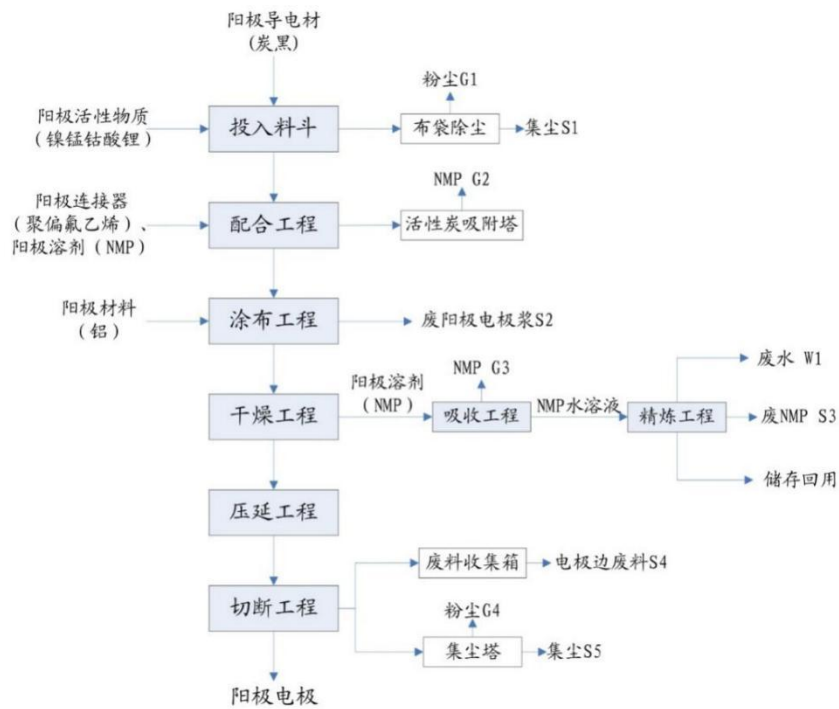 阳极导电材
(炭黑)
粉尘G1
阳极活性物质
(镍锰钴酸锂)
投入料斗
布袋除尘
集尘S1
NMP G2
阳极连接器
(聚偏氟乙烯)、
阳极溶剂(NMP)
配合工程
活性炭吸附塔
阳极材料
(铝)
涂布工程
废阳极电极浆S2
废水 W1
阳极溶剂
(NMP)
NMP G3
NMP水溶液
干燥工程
吸收工程
精炼工程
废NMP S3
储存回用
压延工程
废料收集箱
电极边废料S4
切断工程
粉尘G4
集尘塔
集尘S5
阳极电极